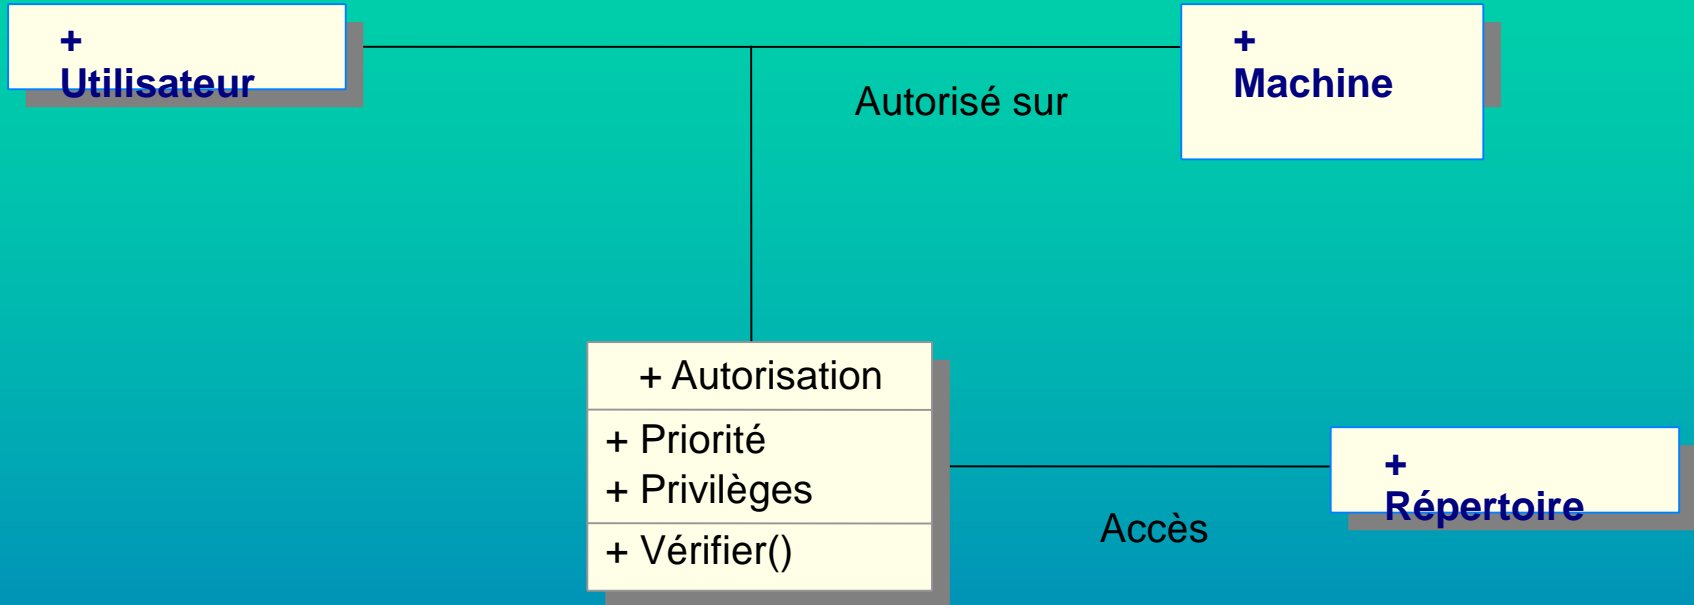 +
Utilisateur
+
Machine
Autorisé sur
+ Autorisation
+ Priorité
+ Privilèges
+ Vérifier()
Accès
+
Répertoire